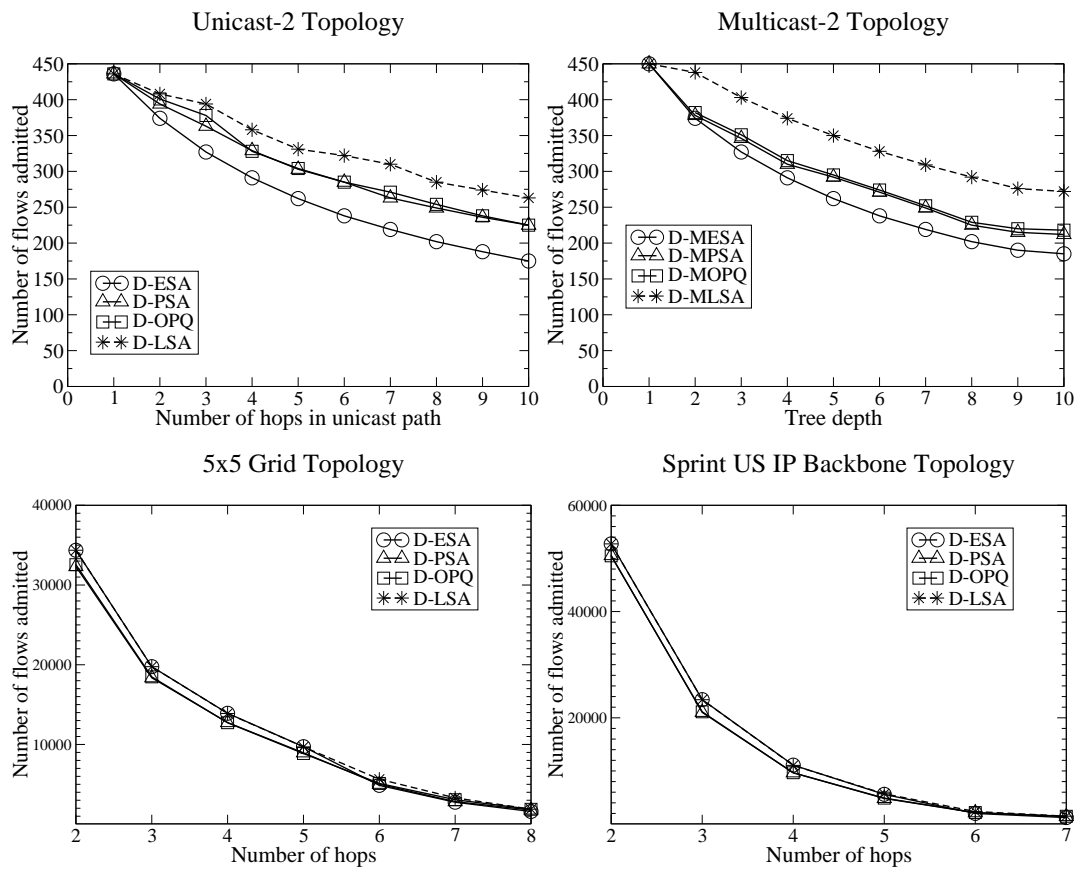 Unicast-2 Topology
Number of flows admitted
450
400
350
300
250
200
150
100
50
0
0 1 2 3 4 5 6 7 8 9 10
Number of hops in unicast path
D-ESA
D-PSA
D-OPQ
D-LSA
Multicast-2 Topology
Number of flows admitted
450
400
350
300
250
200
150
100
50
0
0 1 2 3 4 5 6 7 8 9 10
Tree depth
D-MESA
D-MPSA
D-MOPQ
D-MLSA
5x5 Grid Topology
Number of flows admitted
40000
30000
20000
10000
2 3 4 5 6 7 8
Number of hops
D-ESA
D-PSA
D-OPQ
D-LSA
Sprint US IP Backbone Topology
Number of flows admitted
60000
40000
20000
2 3 4 5 6 7
Number of hops
D-ESA
D-PSA
D-OPQ
D-LSA